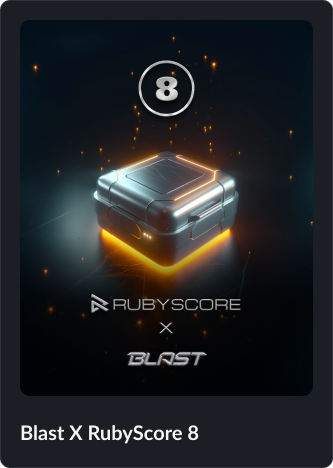 8
RUBYSCORE
X
BLAST
Blast X RubyScore 8